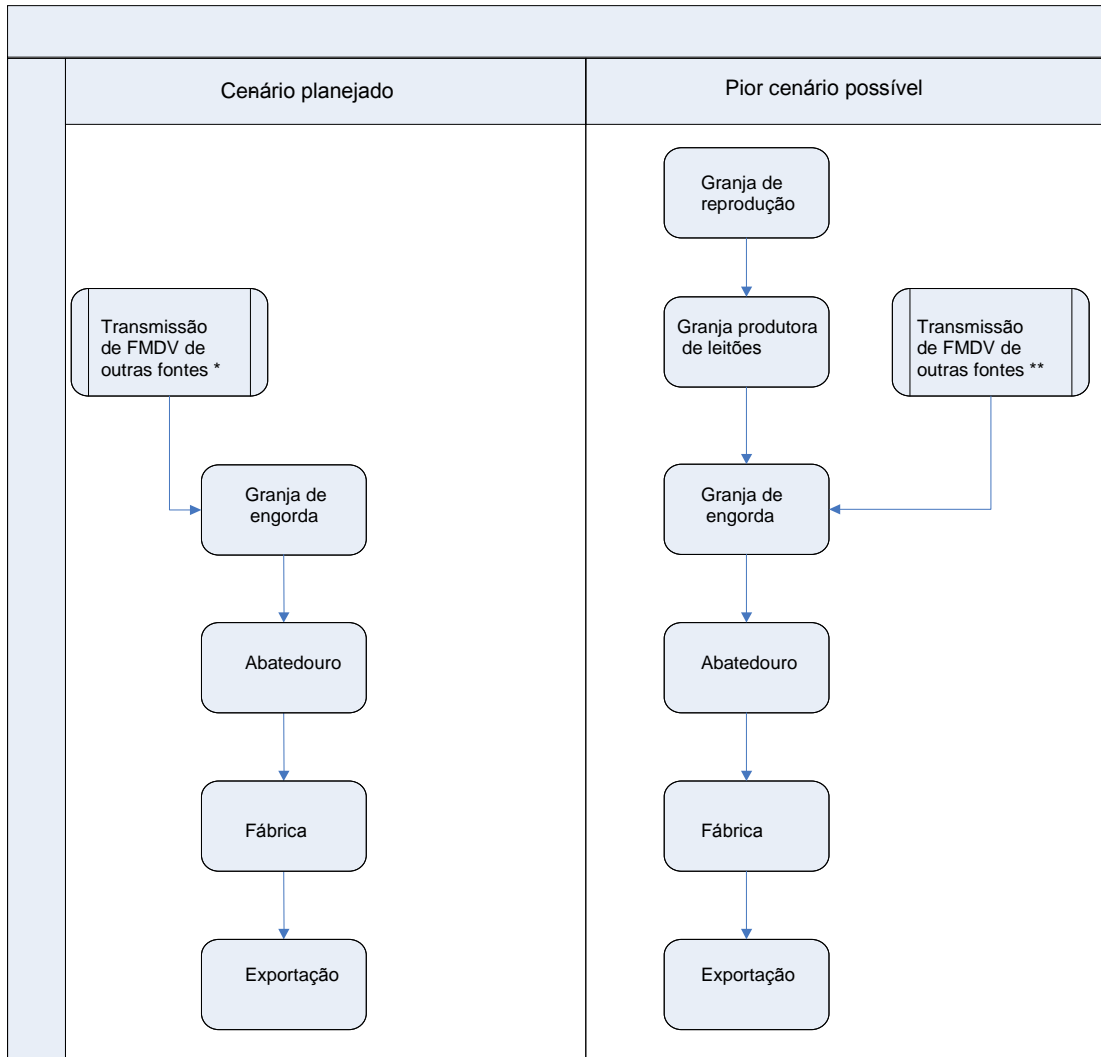 Cenário planejado
Pior cenário possível
Transmissão
de FMDV de
outras fontes *
Granja de
engorda
Abatedouro
Fábrica
Exportação
Granja de
reprodução
Granja produtora
de leitões
Transmissão
de FMDV de
outras fontes **
Granja de
engorda
Abatedouro
Fábrica
Exportação